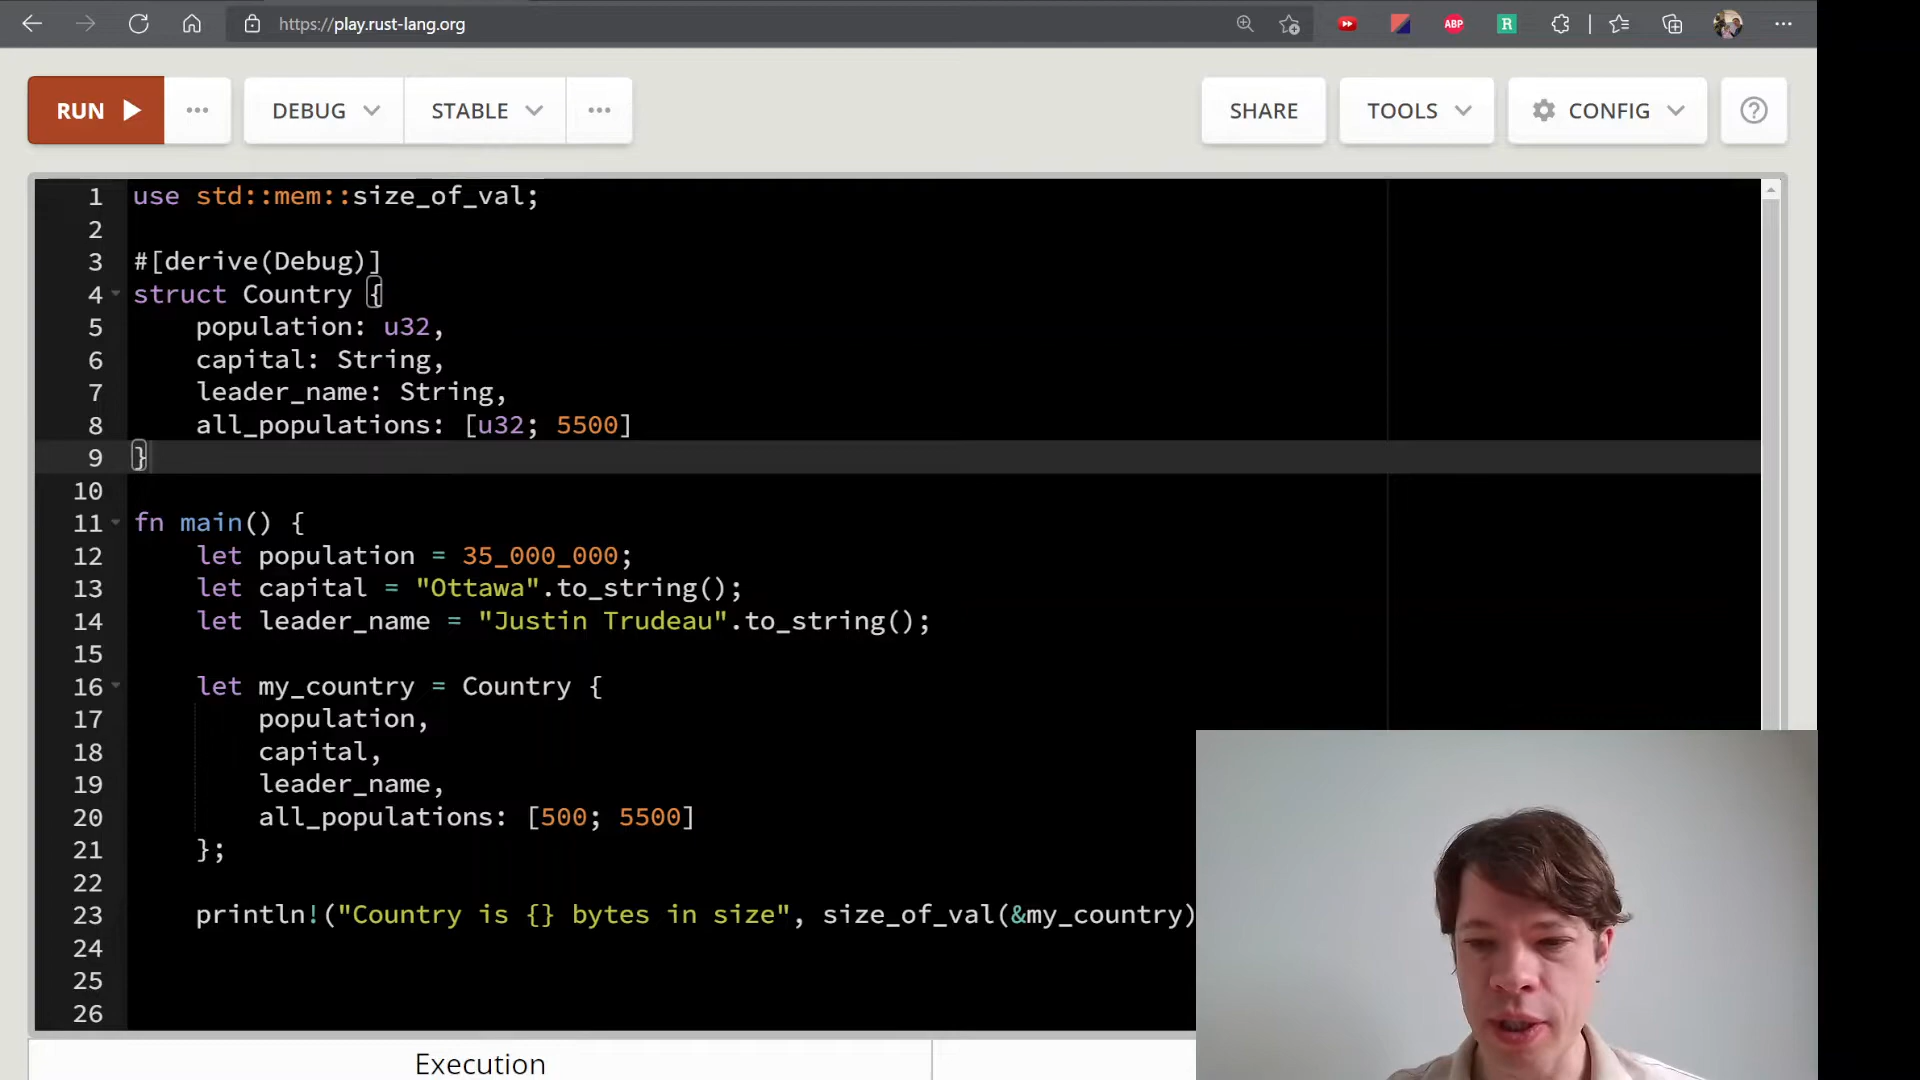 https://play.rust-lang.org
ABP
R
RUN
DEBUG
STABLE
SHARE
TOOLS
CONFIG
1 use std::mem::size_of_val;
2
3 #[derive(Debug)]
4 struct Country {
5 population: u32,
6 capital: String,
7 leader_name: String,
8 all_populations: [u32; 5500]
9 }
10
11 fn main() {
12 let population = 35_000_000;
13 let capital = "Ottawa".to_string();
14 let leader_name = "Justin Trudeau".to_string();
15
16 let my_country = Country {
17 population,
18 capital,
19 leader_name,
20 all_populations: [500; 5500]
21 };
22
23 println!("Country is {} bytes in size", size_of_val(&my_country)
24
25
26
Execution